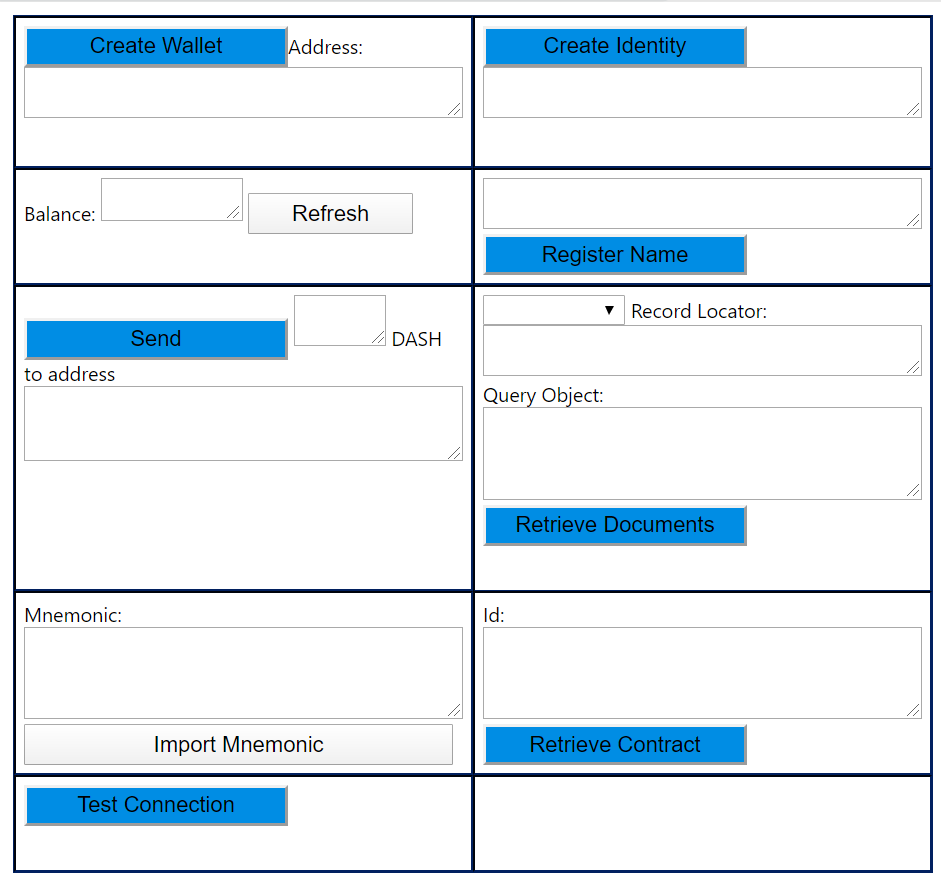 Create Wallet Address:
Create Identity
Balance: Refresh
Register Name
Send DASH
to address
Record Locator:
Query Object:
Retrieve Documents
Mnemonic:
Import Mnemonic
Id:
Retrieve Contract
Test Connection